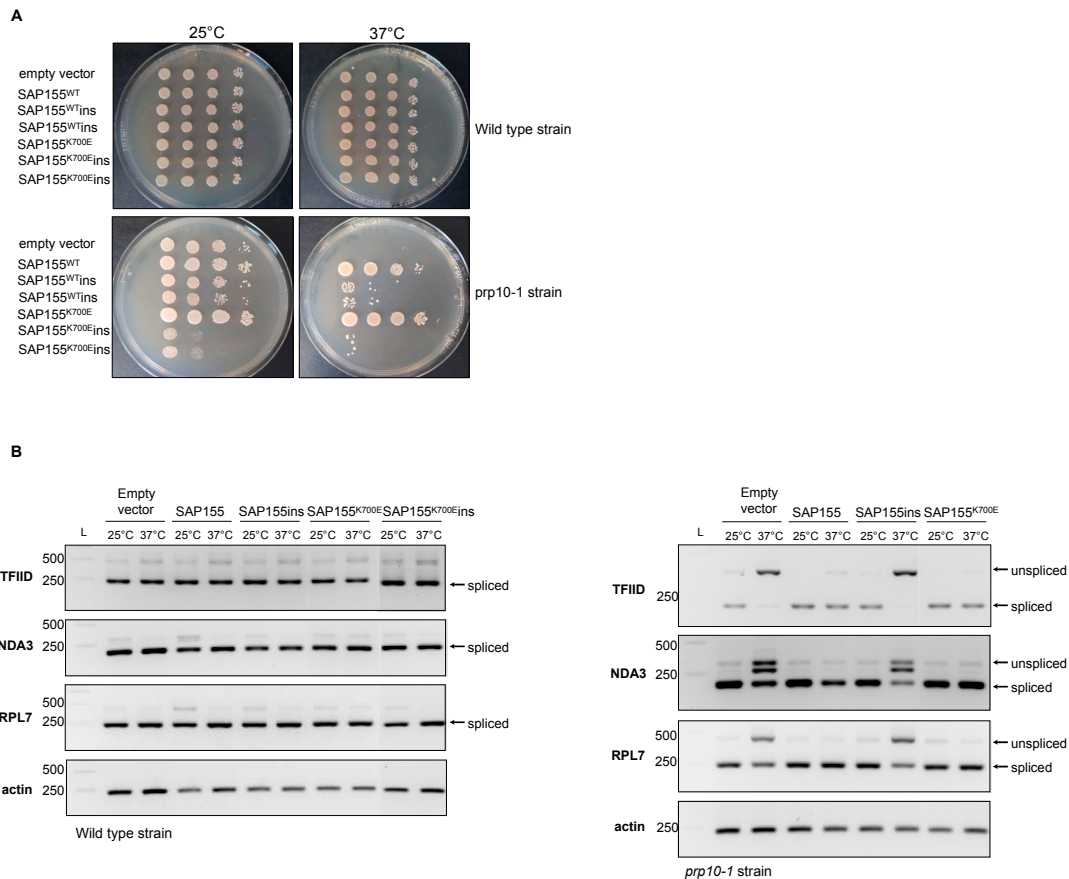 A
25°C 37°C
empty vector
SAP155WT
SAP155WTins
SAP155WTins
SAP155K700E
SAP155K700Eins
SAP155K700Eins
Wild type strain
empty vector
SAP155WT
SAP155WTins
SAP155WTins
SAP155K700E
SAP155K700Eins
SAP155K700Eins
prp10-1 strain
B
Empty
vector SAP155 SAP155ins SAP155K700E SAP155K700Eins
L 25°C 37°C 25°C 37°C 25°C 37°C 25°C 37°C 25°C 37°C
500
TFIID 250 spliced
500
NDA3 250 spliced
500
RPL7 250 spliced
500
actin 250
Wild type strain
Empty
vector SAP155 SAP155ins SAP155K700E
L 25°C 37°C 25°C 37°C 25°C 37°C 25°C 37°C
unspliced
TFIID 250 spliced
500 unspliced
NDA3 250 spliced
500 unspliced
RPL7 250 spliced
actin 250
prp10-1 strain